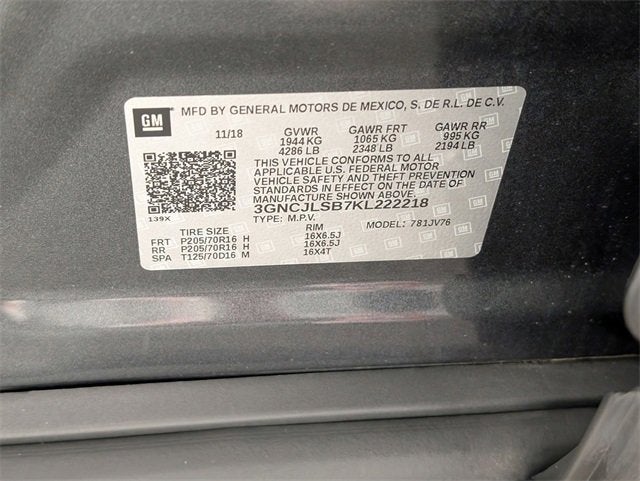 GM
MFD BY GENERAL MOTORS DE MEXICO, S. DE R.L. DE C.V.
11/18 GVWR GAWR FRT GAWR RR
1944 KG 1065 KG 995 KG
4286 LB 2348 LB 2194 LB
THIS VEHICLE CONFORMS TO ALL
APPLICABLE U.S. FEDERAL MOTOR
VEHICLE SAFETY AND THEFT PREVENTION
STANDARDS IN EFFECT ON THE DATE OF
MANUFACTURE SHOWN ABOVE.
139X 3GNCJLSB7KL222218
TYPE: M.P.V. MODEL: 781JV76
TIRE SIZE RIM
FRT P205/70R16 H 16X6.5J
RR P205/70R16 H 16X6.5J
SPA T125/70D16 M 16X4T